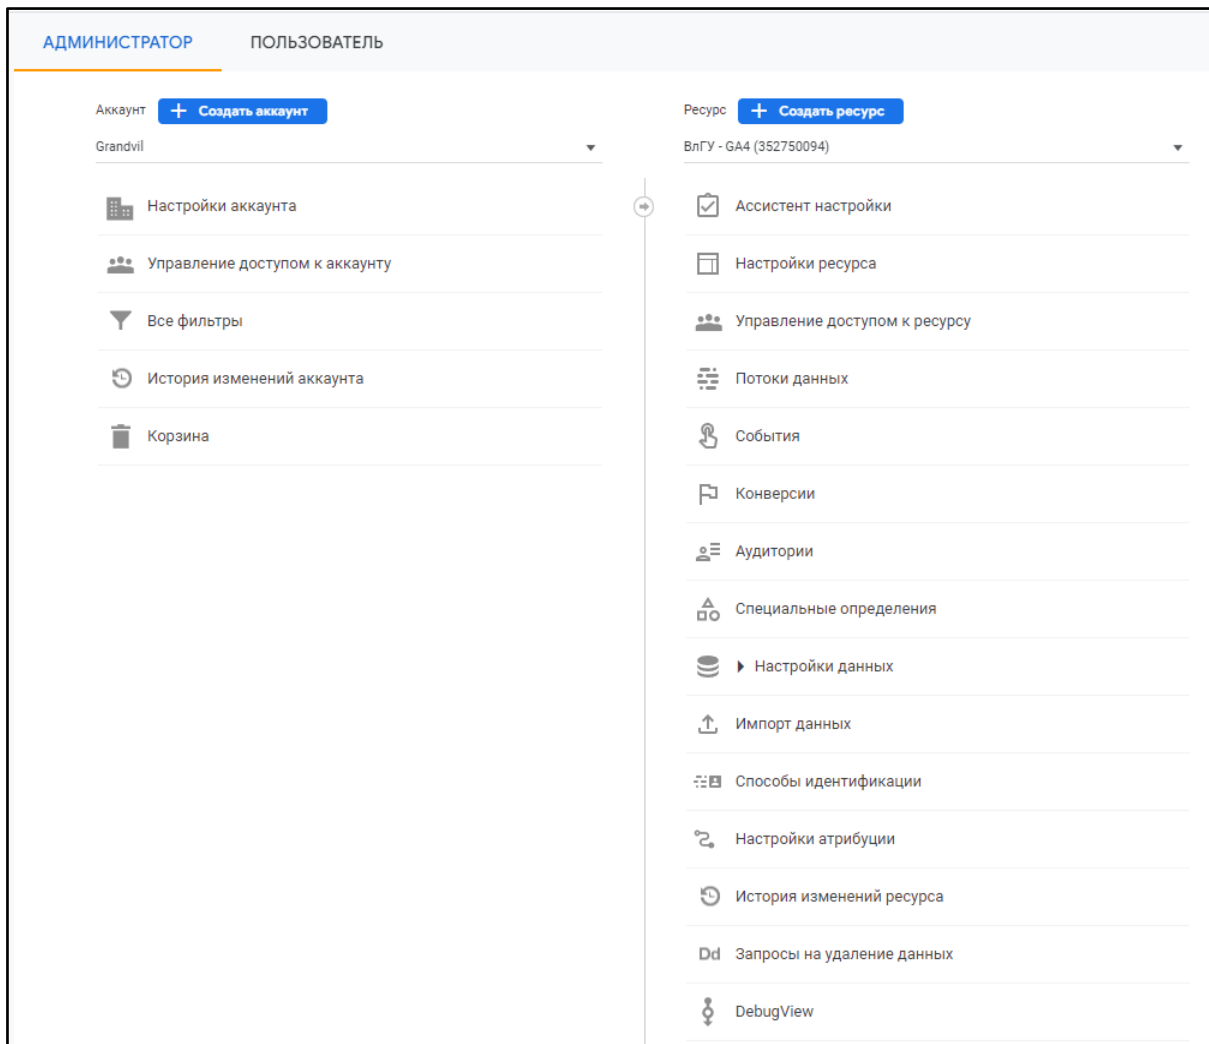 АДМИНИСТРАТОР ПОЛЬЗОВАТЕЛЬ
Аккаунт + Создать аккаунт
Grandvil
Настройки аккаунта
Управление доступом к аккаунту
Все фильтры
История изменений аккаунта
Корзина
Ресурс + Создать ресурс
ВлГУ - GA4 (352750094)
Ассистент настройки
Настройки ресурса
Управление доступом к ресурсу
Потоки данных
События
Конверсии
Аудитории
Специальные определения
Настройки данных
Импорт данных
Способы идентификации
Настройки атрибуции
История изменений ресурса
Dd Запросы на удаление данных
DebugView